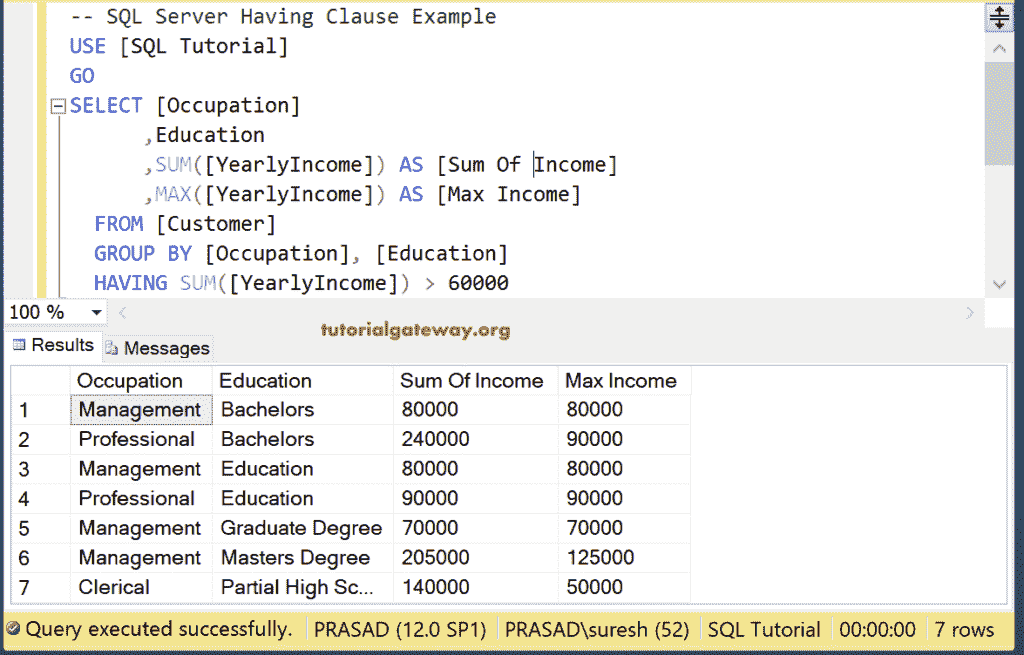 -- SQL Server Having Clause Example
USE [SQL Tutorial]
GO
SELECT [Occupation]
,Education
,SUM([YearlyIncome]) AS [Sum Of Income]
,MAX([YearlyIncome]) AS [Max Income]
FROM [Customer]
GROUP BY [Occupation], [Education]
HAVING SUM([YearlyIncome]) > 60000
100 %
tutorialgateway.org
Results Messages
Occupation Education Sum Of Income Max Income
1 Management Bachelors 80000 80000
2 Professional Bachelors 240000 90000
3 Management Education 80000 80000
4 Professional Education 90000 90000
5 Management Graduate Degree 70000 70000
6 Management Masters Degree 205000 125000
7 Clerical Partial High Sc... 140000 50000
Query executed successfully. PRASAD (12.0 SP1) PRASAD\suresh (52) SQL Tutorial 00:00:00 7 rows